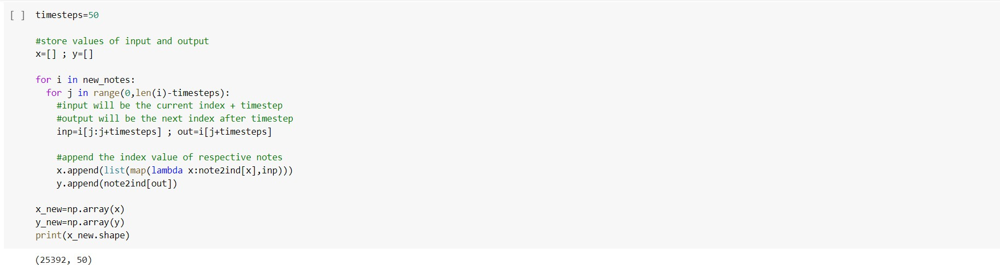 [ ] timesteps=50
#store values of input and output
x=[] ; y=[]
for i in new_notes:
  for j in range(0,len(i)-timesteps):
    #input will be the current index + timestep
    #output will be the next index after timestep
    inp=i[j:j+timesteps] ; out=i[j+timesteps]
    #append the index value of respective notes
    x.append(list(map(lambda x:note2ind[x],inp)))
    y.append(note2ind[out])
x_new=np.array(x)
y_new=np.array(y)
print(x_new.shape)
(25392, 50)